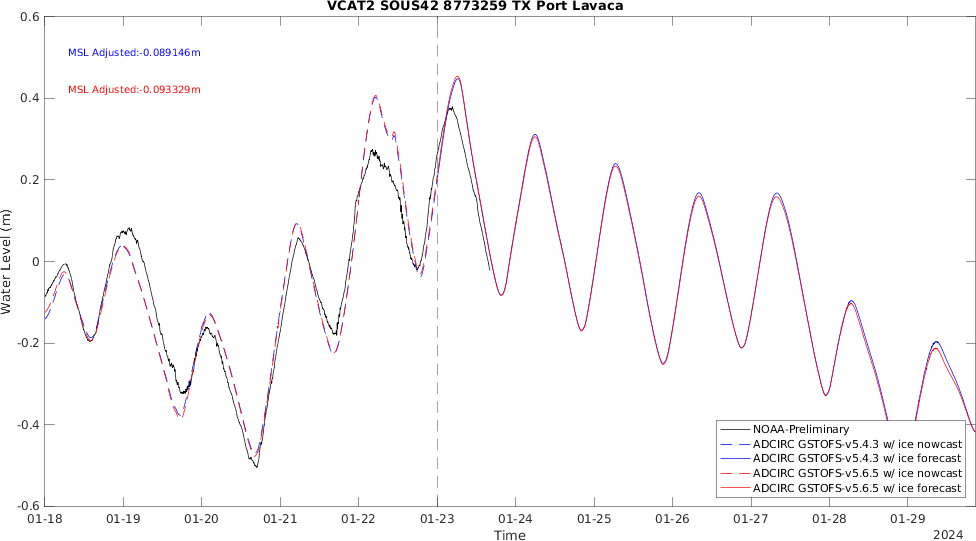 VCAT2 SOUS42 8773259 TX Port Lavaca
MSL Adjusted:-0.089146m
MSL Adjusted:-0.093329m
Water Level (m)
0.6
0.4
0.2
0
-0.2
-0.4
-0.6
NOAA-Preliminary
ADCIRC GSTOFS-v5.4.3 w/ ice nowcast
ADCIRC GSTOFS-v5.4.3 w/ ice forecast
ADCIRC GSTOFS-v5.6.5 w/ ice nowcast
ADCIRC GSTOFS-v5.6.5 w/ ice forecast
01-18 01-19 01-20 01-21 01-22 01-23 01-24 01-25 01-26 01-27 01-28 01-29
Time
2024